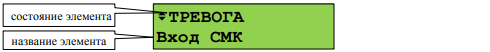 состояние элемента
ТРЕВОГА
название элемента
Вход СМК